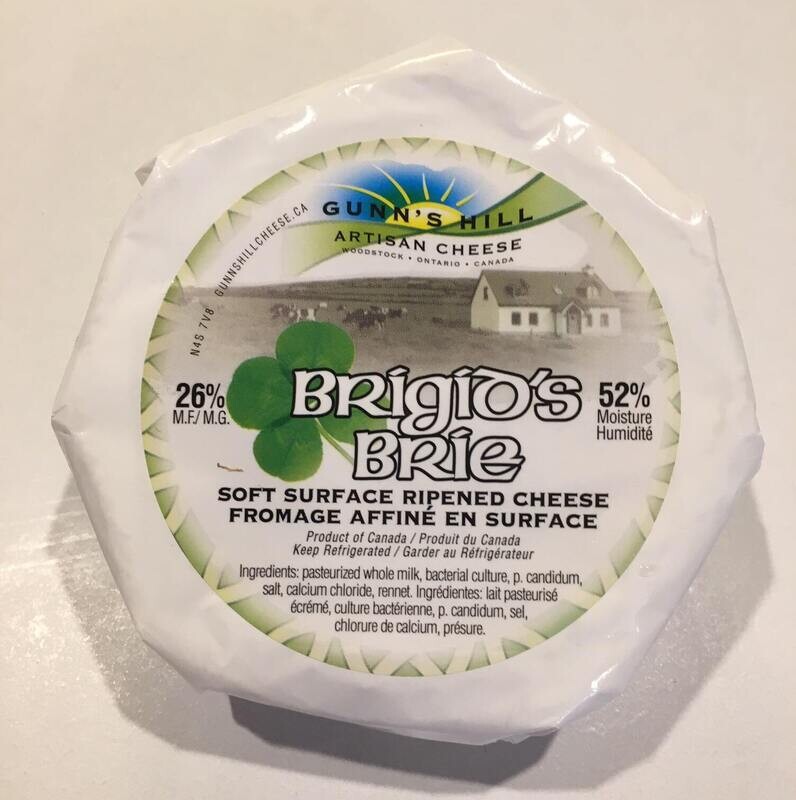 GUNN'S HILL
ARTISAN CHEESE
WOODSTOCK • ONTARIO • CANADA
N4S 7V8 GUNNSHILLCHEESE.CA
26%
M.F./ M.G.
BRIGID'S
BRIE
52%
Moisture
Humidité
SOFT SURFACE RIPENED CHEESE
FROMAGE AFFINÉ EN SURFACE
Product of Canada / Produit du Canada
Keep Refrigerated / Garder au Réfrigérateur
Ingredients: pasteurized whole milk, bacterial culture, p. candidum,
salt, calcium chloride, rennet. Ingrédientes: lait pasteurisé
écrémé, culture bactérienne, p. candidum, sel,
chlorure de calcium, présure.